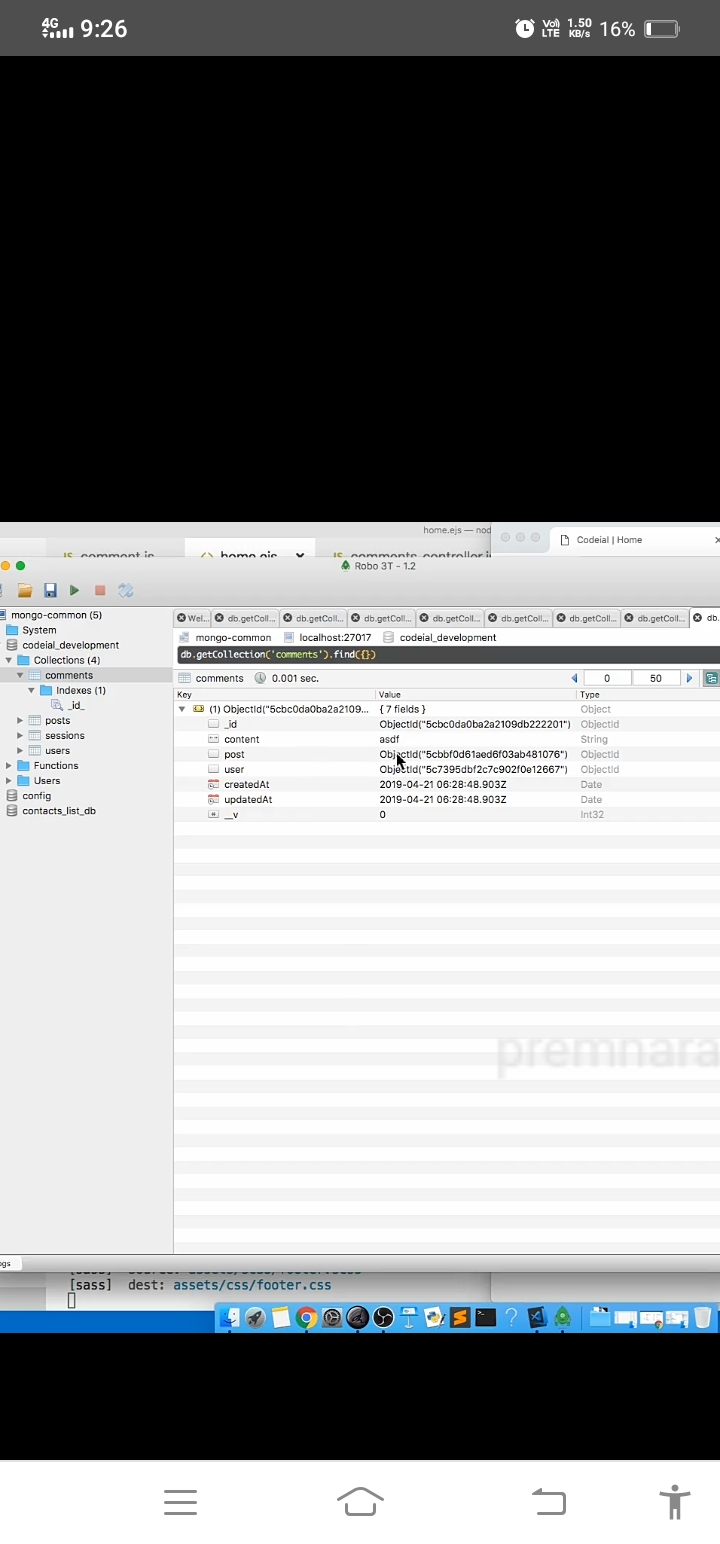 4G 9:26 Vo) LTE 1.50 KB/s 16%
home.ejs — nod
Codeial | Home
comment.js home.ejs comments_controller.j
Robo 3T - 1.2
mongo-common (5)
System
codeial_development
Collections (4)
comments
Indexes (1)
_id_
posts
sessions
users
Functions
Users
config
contacts_list_db
Wel... db.getColl... db.getColl... db.getColl... db.getColl... db.getColl... db.getColl... db.getColl... db.
mongo-common localhost:27017 codeial_development
db.getCollection('comments').find({})
comments 0.001 sec. 0 50
Key Value Type
(1) ObjectId("5cbc0da0ba2a2109... { 7 fields } Object
_id ObjectId("5cbc0da0ba2a2109db222201") ObjectId
content asdf String
post ObjectId("5cbbf0d61aed6f03ab481076") ObjectId
user ObjectId("5c7395dbf2c7c902f0e12667") ObjectId
createdAt 2019-04-21 06:28:48.903Z Date
updatedAt 2019-04-21 06:28:48.903Z Date
__v 0 Int32
premnara
ogs
[sass] dest: assets/css/footer.css